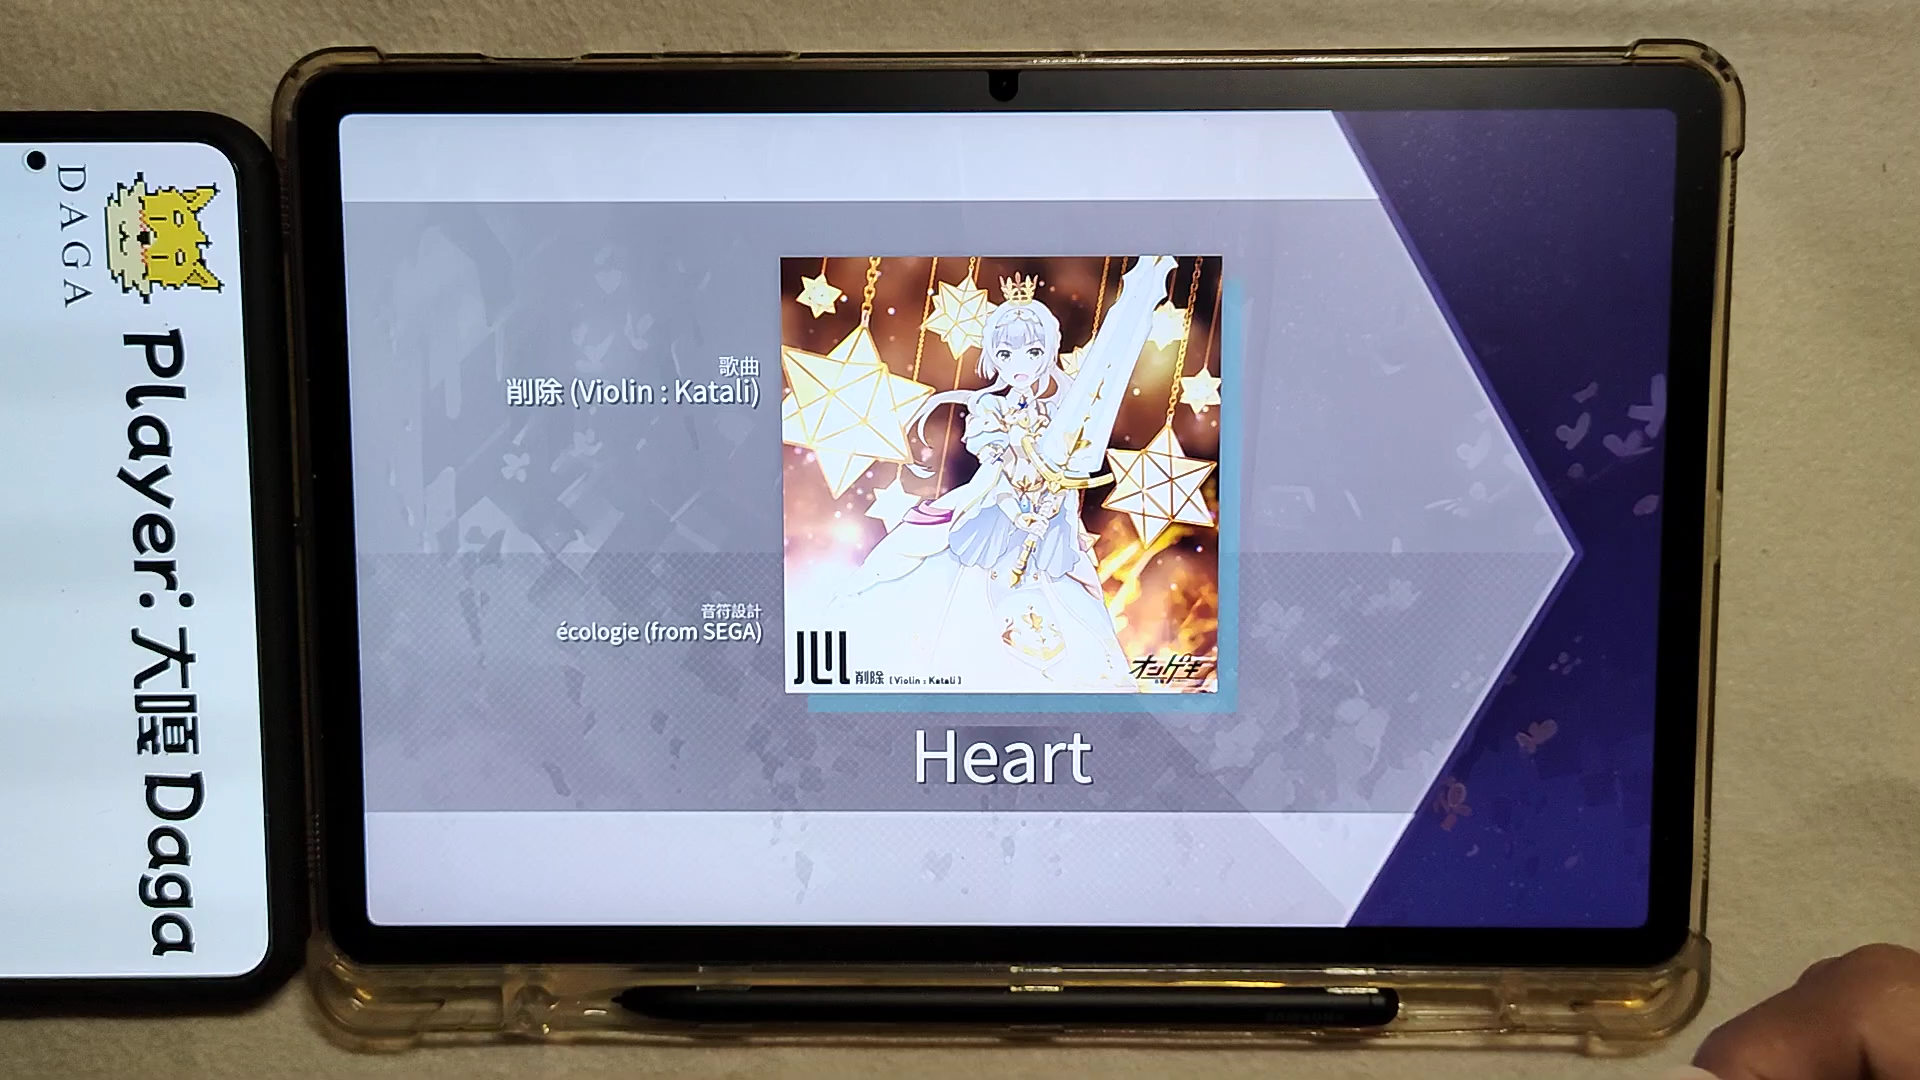 DAGA
Player: 大嘎 Daga
歌曲
削除 (Violin : Katali)
音符設計
écologie (from SEGA)
心
削除 [Violin : Katali]
オンゲキ
Heart
SAMSUNG